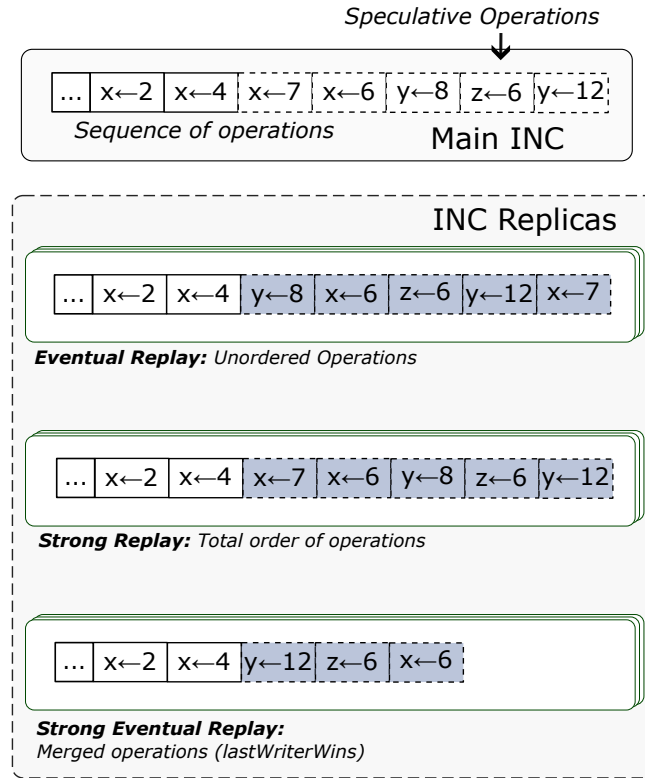 Speculative Operations
... x←2 x←4 x←7 x←6 y←8 z←6 y←12
Sequence of operations
Main INC
INC Replicas
... x←2 x←4 y←8 x←6 z←6 y←12 x←7
Eventual Replay: Unordered Operations
... x←2 x←4 x←7 x←6 y←8 z←6 y←12
Strong Replay: Total order of operations
... x←2 x←4 y←12 z←6 x←6
Strong Eventual Replay:
Merged operations (lastWriterWins)